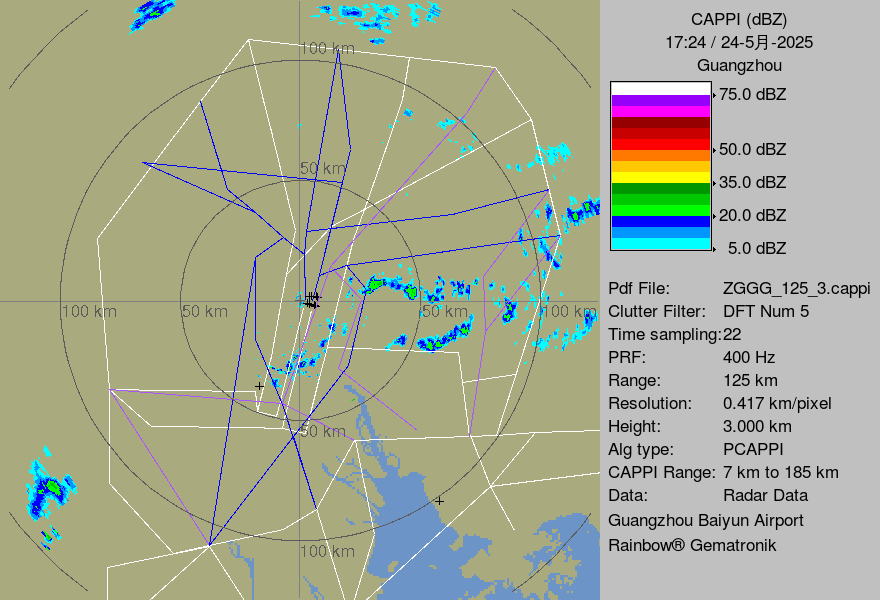 CAPPI (dBZ)
17:24 / 24-5月-2025
Guangzhou
75.0 dBZ
50.0 dBZ
35.0 dBZ
20.0 dBZ
5.0 dBZ
Pdf File: ZGGG_125_3.cappi
Clutter Filter: DFT Num 5
Time sampling:22
PRF: 400 Hz
Range: 125 km
Resolution: 0.417 km/pixel
Height: 3.000 km
Alg type: PCAPPI
CAPPI Range: 7 km to 185 km
Data: Radar Data
Guangzhou Baiyun Airport
Rainbow® Gematronik
100 km
50 km
100 km
50 km
50 km
100 km
50 km
100 km